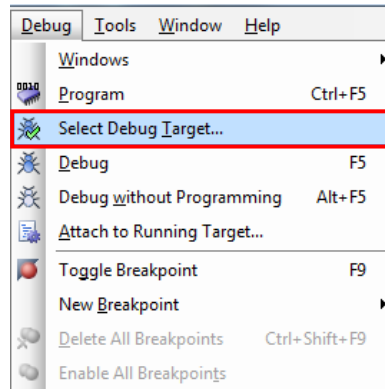 Debug Tools Window Help
Windows
Program Ctrl+F5
Select Debug Target...
Debug F5
Debug without Programming Alt+F5
Attach to Running Target...
Toggle Breakpoint F9
New Breakpoint
Delete All Breakpoints Ctrl+Shift+F9
Enable All Breakpoints